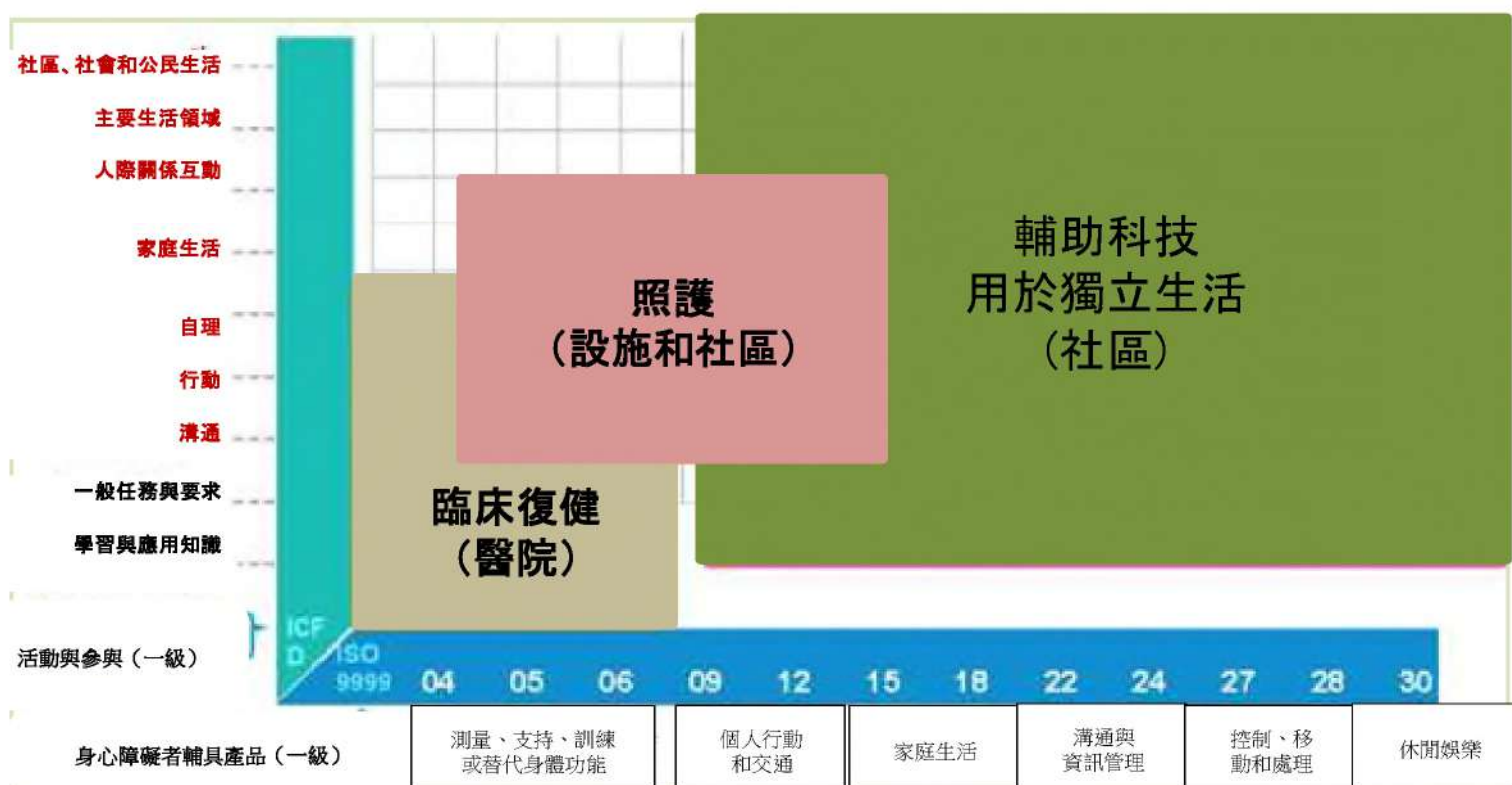 社區、社會和公民生活
主要生活領域
人際關係互動
家庭生活
自理
行動
溝通
一般任務與要求
學習與應用知識
活動與參與（一級）
輔助科技
用於獨立生活
（社區）
照護
（設施和社區）
臨床復健
（醫院）
ICF
D
ISO
9999
04 05 06 09 12 15 18 22 24 27 28 30
身心障礙者輔具產品（一級）
測量、支持、訓練
或替代身體功能
個人行動
和交通
家庭生活
溝通與
資訊管理
控制、移
動和處理
休閒娛樂